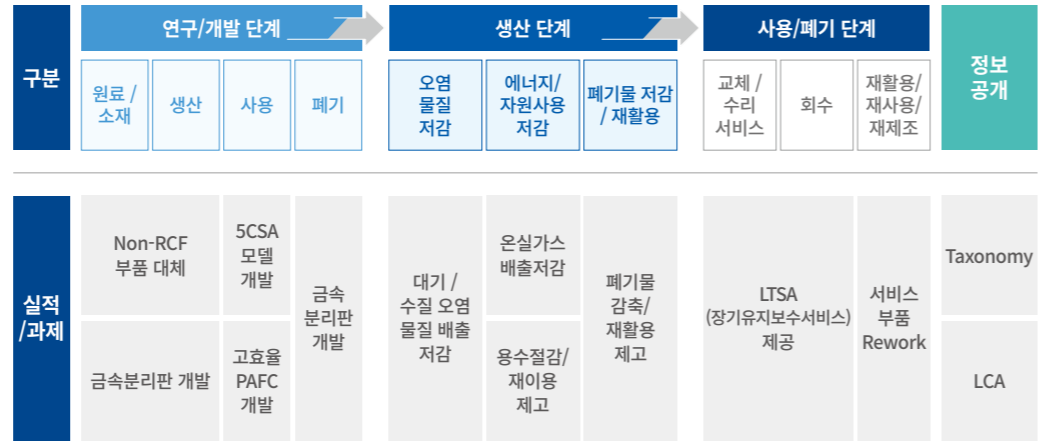 구분
연구/개발 단계
생산 단계
사용/폐기 단계
정보
공개
원료 /
소재
생산
사용
폐기
오염
물질
저감
에너지/
자원사용
저감
폐기물 저감
/ 재활용
교체 /
수리
서비스
회수
재활용/
재사용/
재제조
실적
/과제
Non-RCF
부품 대체
금속분리판 개발
5CSA
모델
개발
고효율
PAFC
개발
금속
분리판
개발
대기 /
수질 오염
물질 배출
저감
온실가스
배출저감
용수절감/
재이용
제고
폐기물
감축/
재활용
제고
LTSA
(장기유지보수서비스)
제공
서비스
부품
Rework
Taxonomy
LCA